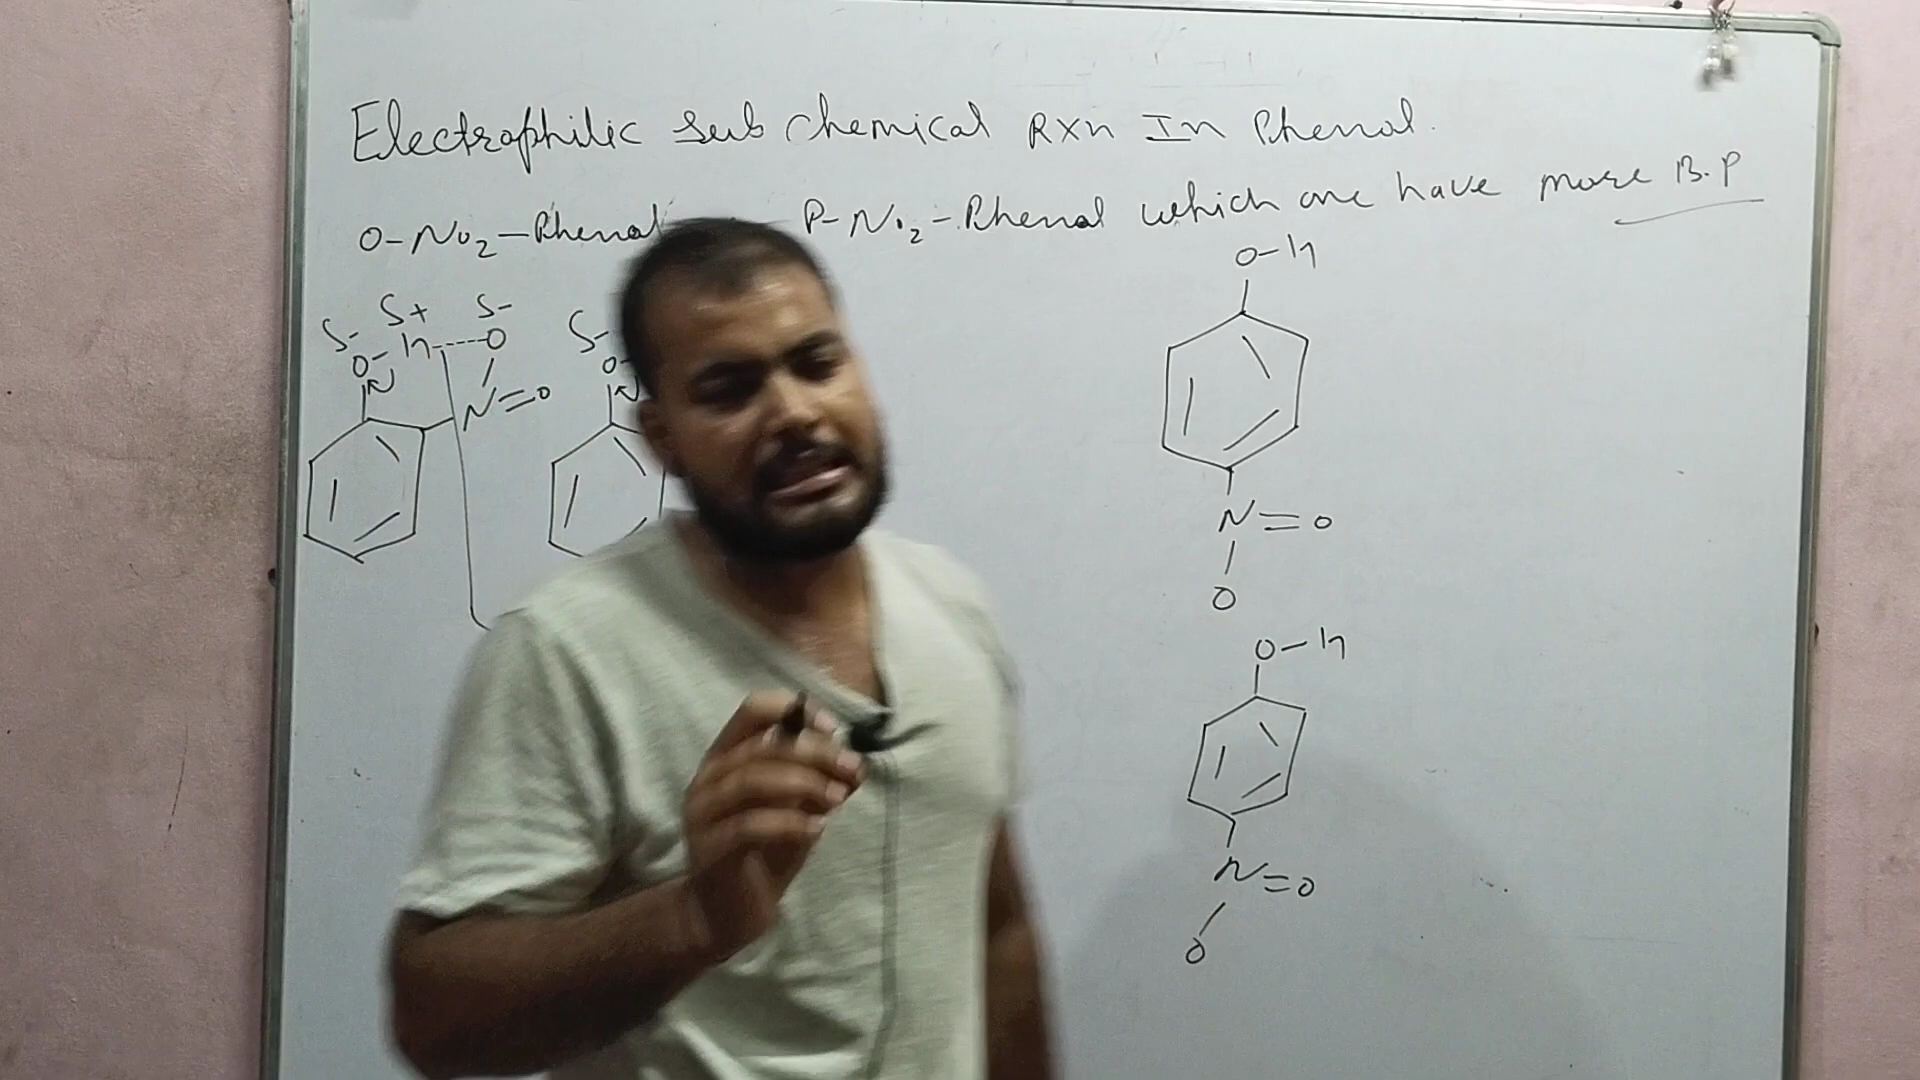 Electrophilic Sub chemical Rxn In Phenol.
O-NO2-Phenol P-NO2-Phenol which one have more B.P
O-H
δ- δ+ δ- δ-
O-H-----O O-
N=O
N=O
O
O-H
N=O
O